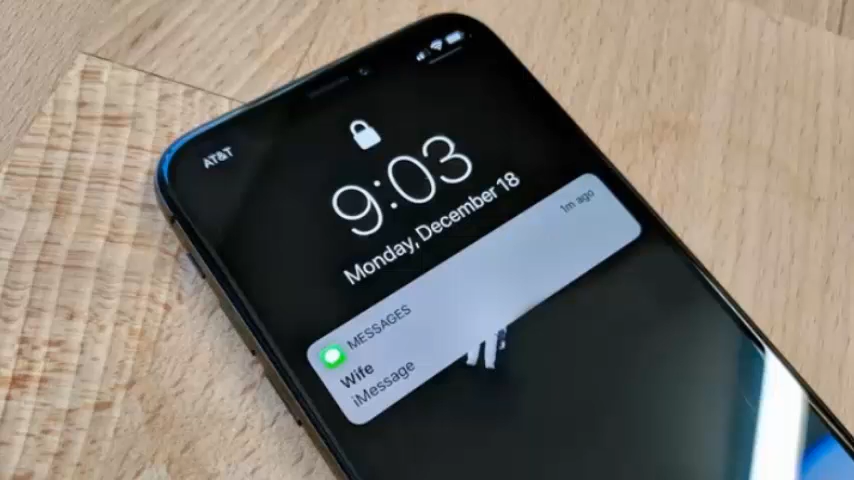 AT&T
9:03
Monday, December 18
MESSAGES
1m ago
Wife
iMessage